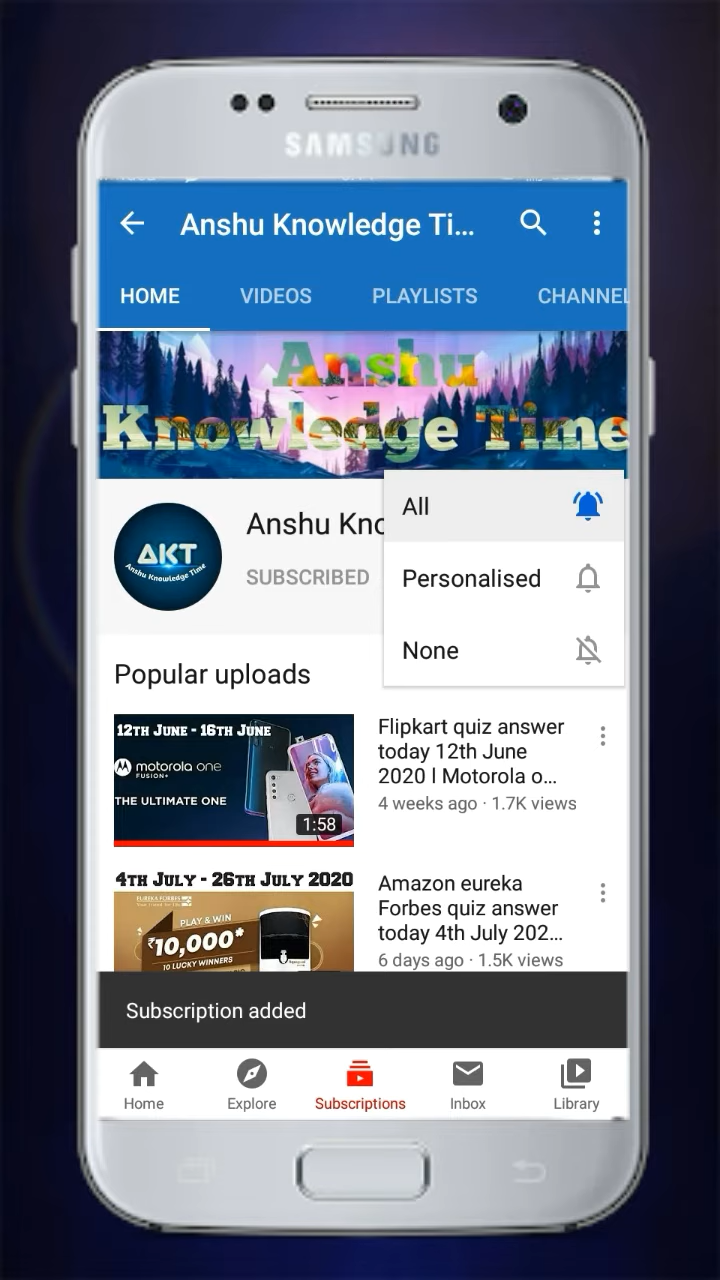 SAMSUNG
Anshu Knowledge Ti...
HOME VIDEOS PLAYLISTS CHANNEL
Anshu
Knowledge Time
AKT
Anshu Knowledge Time
Anshu Kno
SUBSCRIBED
All
Personalised
None
Popular uploads
12TH JUNE - 16TH JUNE
motorola one
FUSION+
THE ULTIMATE ONE
1:58
Flipkart quiz answer
today 12th June
2020 l Motorola o...
4 weeks ago · 1.7K views
4TH JULY - 26TH JULY 2020
EUREKA FORBES
PLAY & WIN
₹10,000*
10 LUCKY WINNERS
Amazon eureka
Forbes quiz answer
today 4th July 202...
6 days ago · 1.5K views
Subscription added
Home Explore Subscriptions Inbox Library